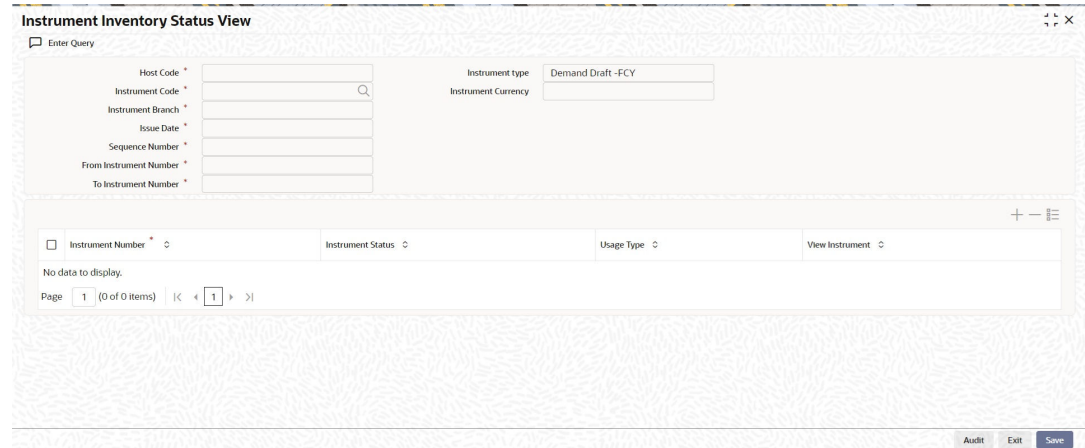 Instrument Inventory Status View
Enter Query
Host Code *
Instrument type Demand Draft -FCY
Instrument Code *
Instrument Currency
Instrument Branch *
Issue Date *
Sequence Number *
From Instrument Number *
To Instrument Number *
Instrument Number * Instrument Status Usage Type View Instrument
No data to display.
Page 1 (0 of 0 items) 1
Audit Exit Save